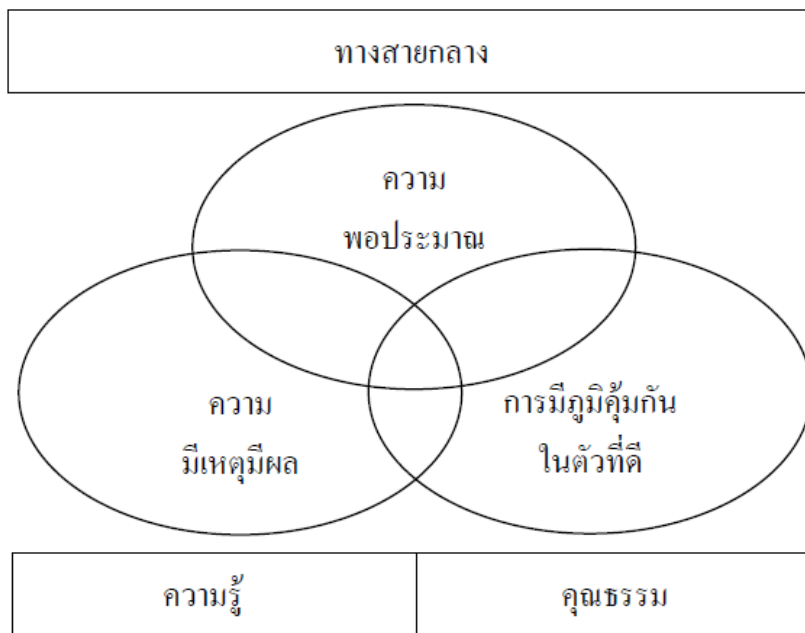 ทางสายกลาง
ความ
พอประมาณ
ความ
มีเหตุมีผล
การมีภูมิคุ้มกัน
ในตัวที่ดี
ความรู้
คุณธรรม